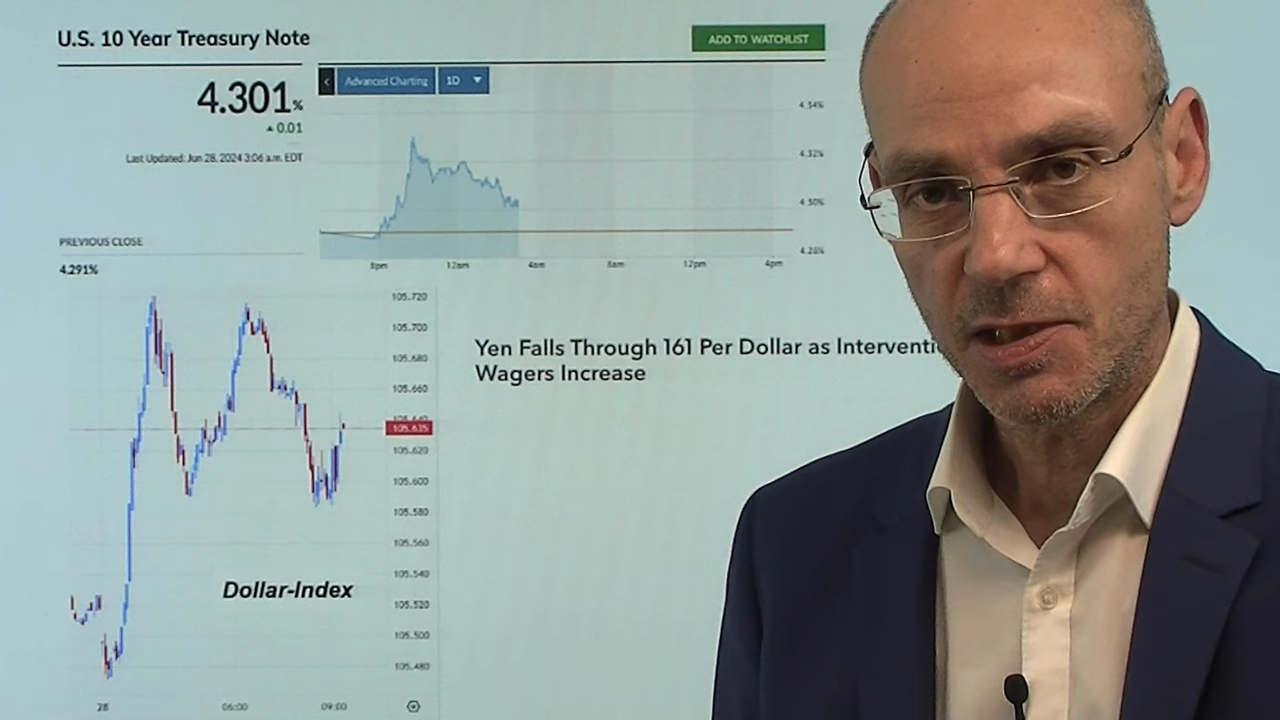 U.S. 10 Year Treasury Note
ADD TO WATCHLIST
4.301%
▲ 0.01
Last Updated: Jun 28, 2024 3:06 a.m. EDT
‹ Advanced Charting 1D ▼
4.34%
4.32%
4.30%
4.28%
8pm 12am 4am 8am 12pm 4pm
PREVIOUS CLOSE
4.291%
105.720
105.700
105.680
105.660
105.640
105.635
105.620
105.600
105.580
105.560
105.540
105.520
105.500
105.480
28 06:00 09:00
Dollar-Index
Yen Falls Through 161 Per Dollar as Interventi
Wagers Increase